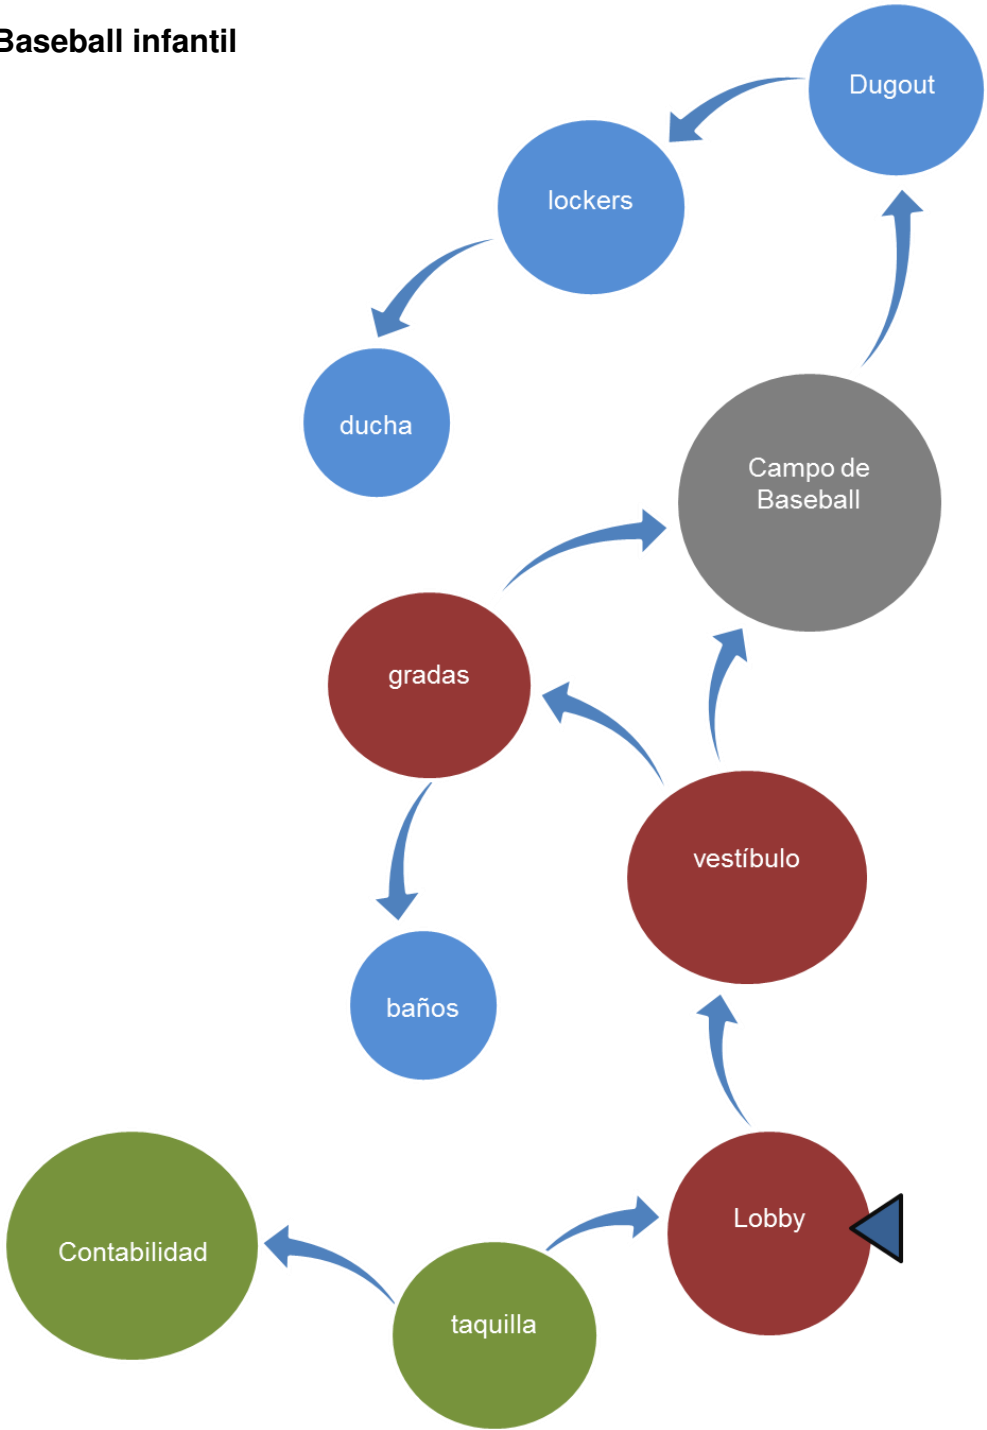 Baseball infantil
Dugout
lockers
ducha
Campo de
Baseball
gradas
vestíbulo
baños
Lobby
Contabilidad
taquilla